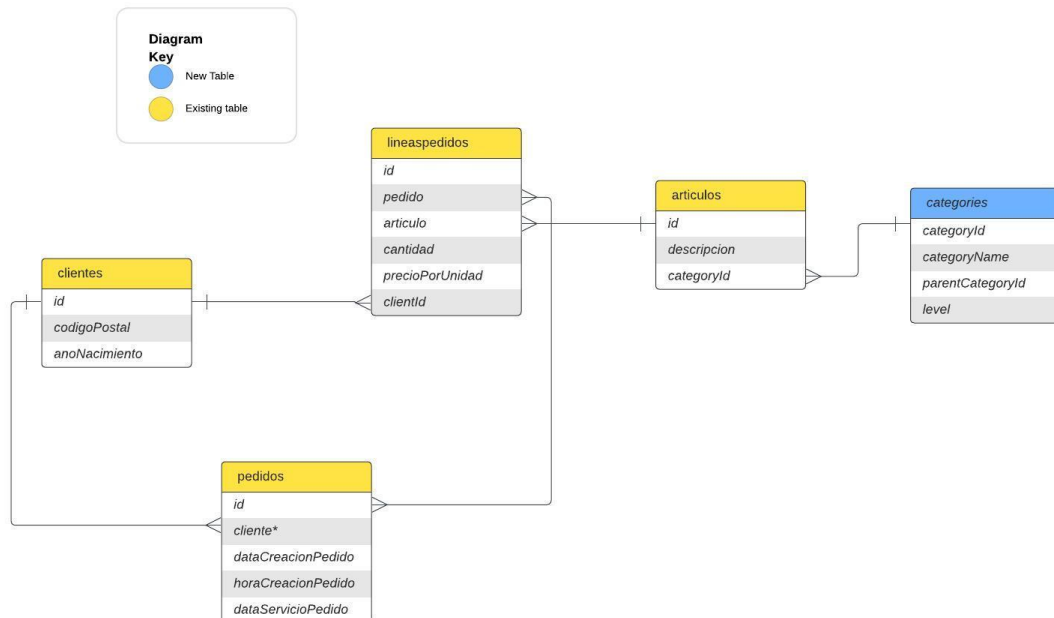 Diagram
Key
New Table
Existing table
lineaspedidos
id
pedido
articulo
cantidad
precioPorUnidad
clientId
articulos
id
descripcion
categoryId
categories
categoryId
categoryName
parentCategoryId
level
clientes
id
codigoPostal
anoNacimiento
pedidos
id
cliente*
dataCreacionPedido
horaCreacionPedido
dataServicioPedido